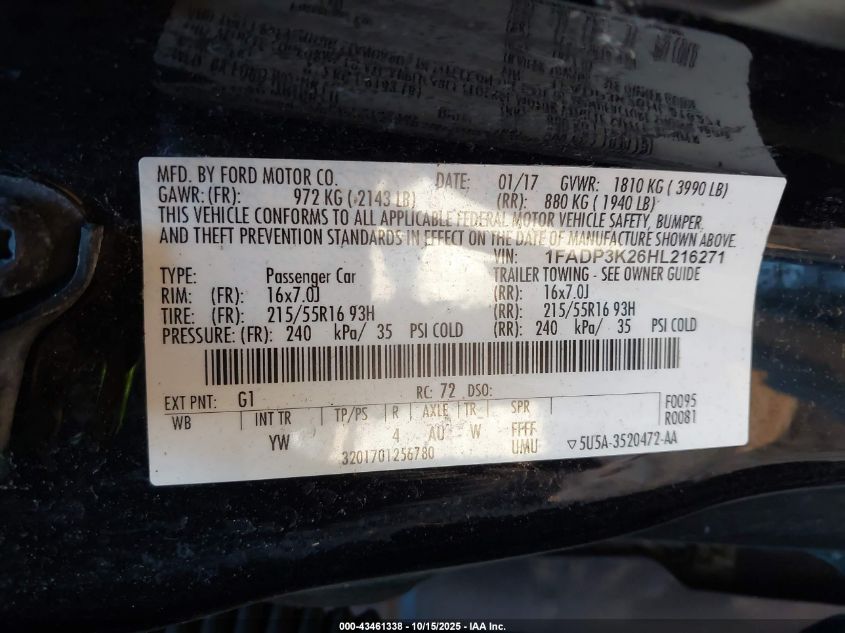 MFD. BY FORD MOTOR CO. DATE: 01/17 GVWR: 1810 KG ( 3990 LB)
GAWR: (FR): 972 KG ( 2143 LB) (RR): 880 KG ( 1940 LB)
THIS VEHICLE CONFORMS TO ALL APPLICABLE FEDERAL MOTOR VEHICLE SAFETY, BUMPER,
AND THEFT PREVENTION STANDARDS IN EFFECT ON THE DATE OF MANUFACTURE SHOWN ABOVE.
VIN: 1FADP3K26HL216271
TYPE: Passenger Car TRAILER TOWING - SEE OWNER GUIDE
RIM: (FR): 16x7.0J (RR): 16x7.0J
TIRE: (FR): 215/55R16 93H (RR): 215/55R16 93H
PRESSURE: (FR): 240 kPa/ 35 PSI COLD (RR): 240 kPa/ 35 PSI COLD
EXT PNT: G1 RC: 72 DSO: F0095
WB INT TR TP/PS R AXLE TR SPR R0081
YW 4 AU W FFFF
3201701256780 UMU ▽5U5A-3520472-AA
000-43461338 | 10/15/2025 - IAA Inc.